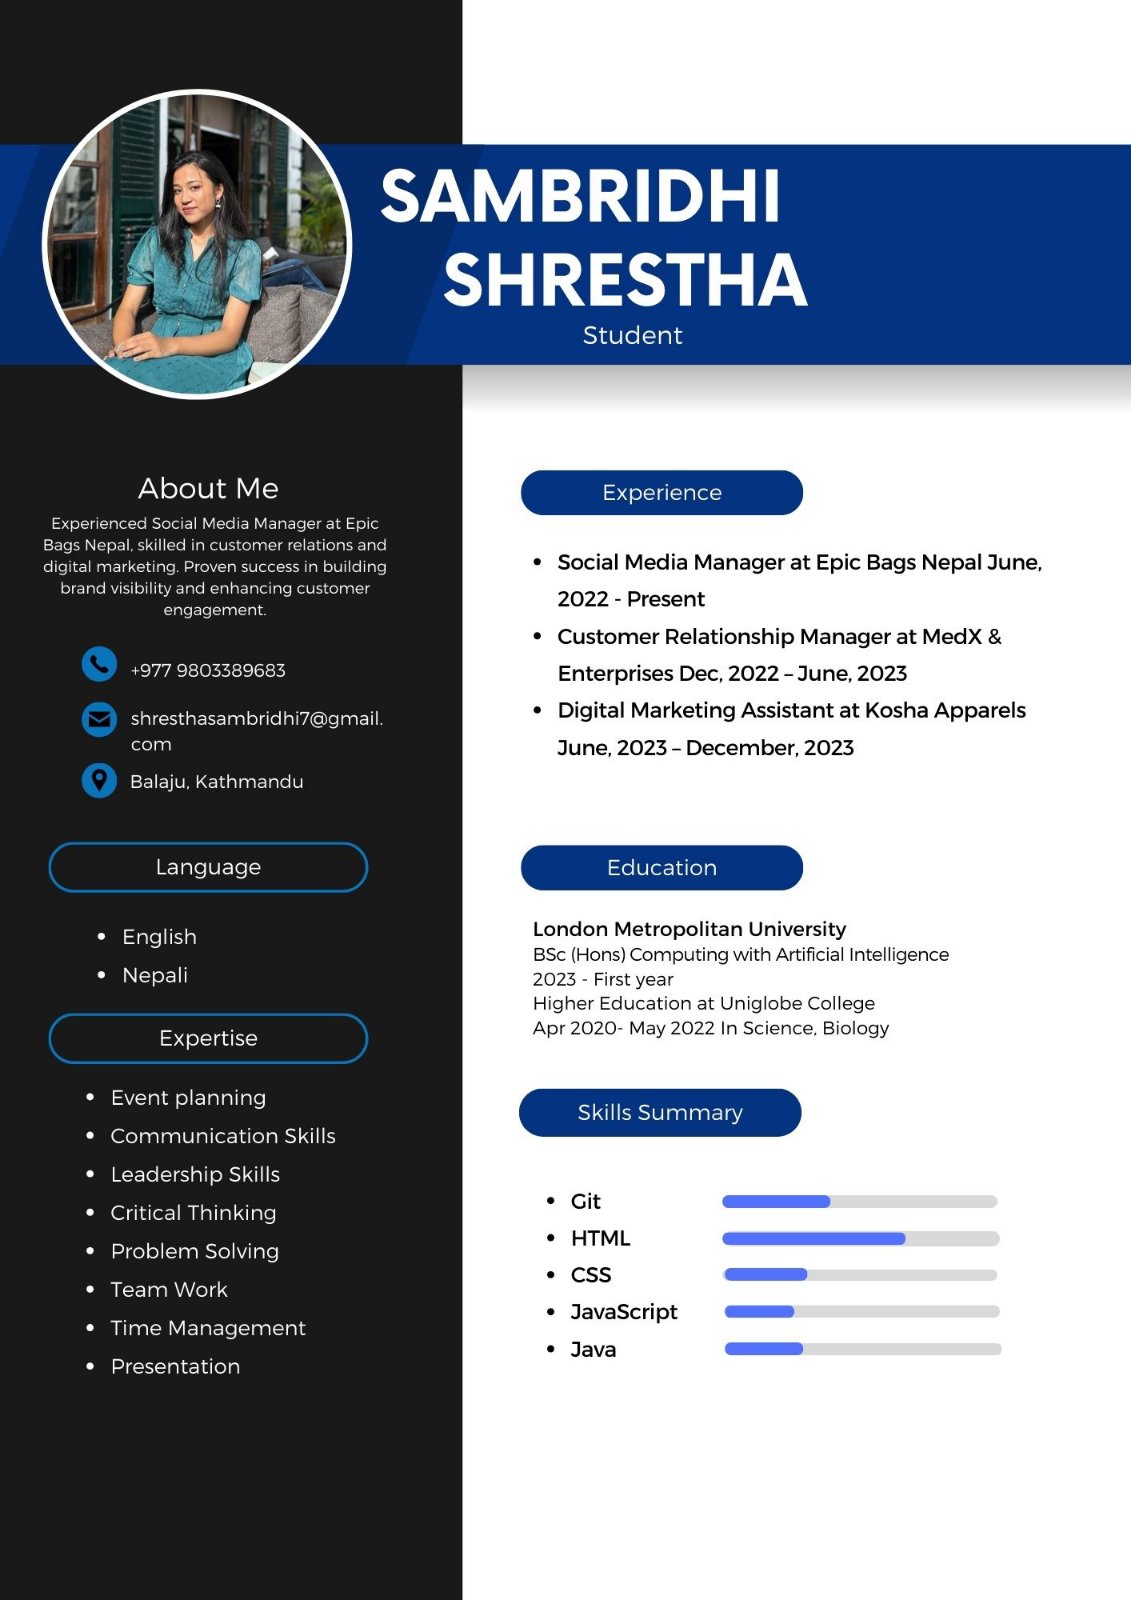 SAMBRIDHI
SHRESTHA
Student
About Me
Experienced Social Media Manager at Epic
Bags Nepal, skilled in customer relations and
digital marketing. Proven success in building
brand visibility and enhancing customer
engagement.
+977 9803389683
shresthasambridhi7@gmail.
com
Balaju, Kathmandu
Language
• English
• Nepali
Expertise
• Event planning
• Communication Skills
• Leadership Skills
• Critical Thinking
• Problem Solving
• Team Work
• Time Management
• Presentation
Experience
• Social Media Manager at Epic Bags Nepal June,
2022 - Present
• Customer Relationship Manager at MedX &
Enterprises Dec, 2022 – June, 2023
• Digital Marketing Assistant at Kosha Apparels
June, 2023 – December, 2023
Education
London Metropolitan University
BSc (Hons) Computing with Artificial Intelligence
2023 - First year
Higher Education at Uniglobe College
Apr 2020- May 2022 In Science, Biology
Skills Summary
• Git
• HTML
• CSS
• JavaScript
• Java